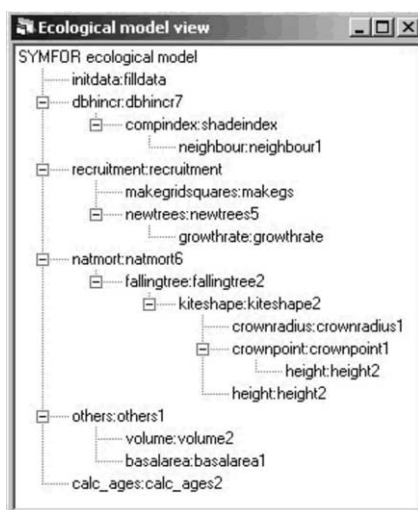 Ecological model view
SYMFOR ecological model
initdata:filldata
dbhincr:dbhincr7
compindex:shadeindex
neighbour:neighbour1
recruitment:recruitment
makegridsquares:makegs
newtrees:newtrees5
growthrate:growthrate
natmort:natmort6
fallingtree:fallingtree2
kiteshape:kiteshape2
crownradius:crownradius1
crownpoint:crownpoint1
height:height2
height:height2
others:others1
volume:volume2
basalarea:basalarea1
calc_ages:calc_ages2